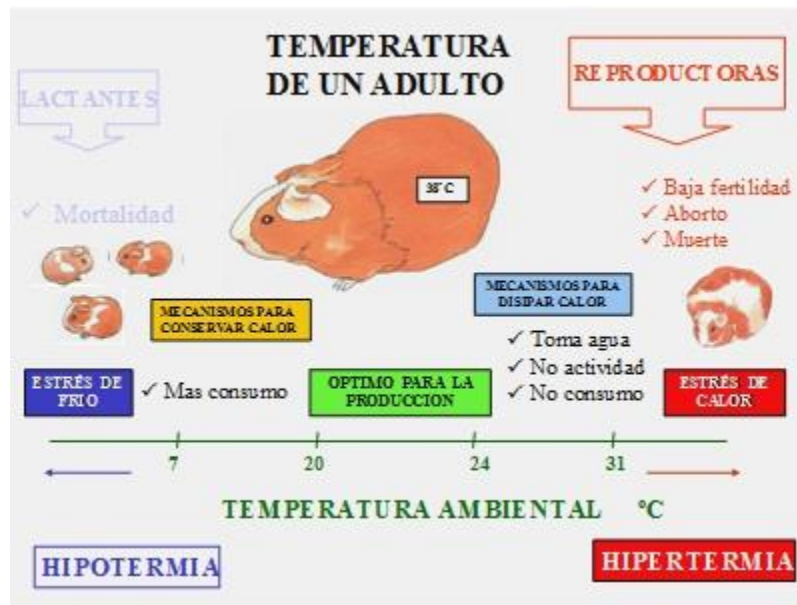 TEMPERATURA
DE UN ADULTO
LACTANTES
REPRODUCTORAS
38°C
✓ Mortalidad
✓ Baja fertilidad
✓ Aborto
✓ Muerte
MECANISMOS PARA
CONSERVAR CALOR
MECANISMOS PARA
DISIPAR CALOR
✓ Toma agua
✓ No actividad
✓ No consumo
ESTRÉS DE
FRIO
✓ Mas consumo
OPTIMO PARA LA
PRODUCCION
ESTRÉS DE
CALOR
7 20 24 31
TEMPERATURA AMBIENTAL ºC
HIPOTERMIA
HIPERTERMIA